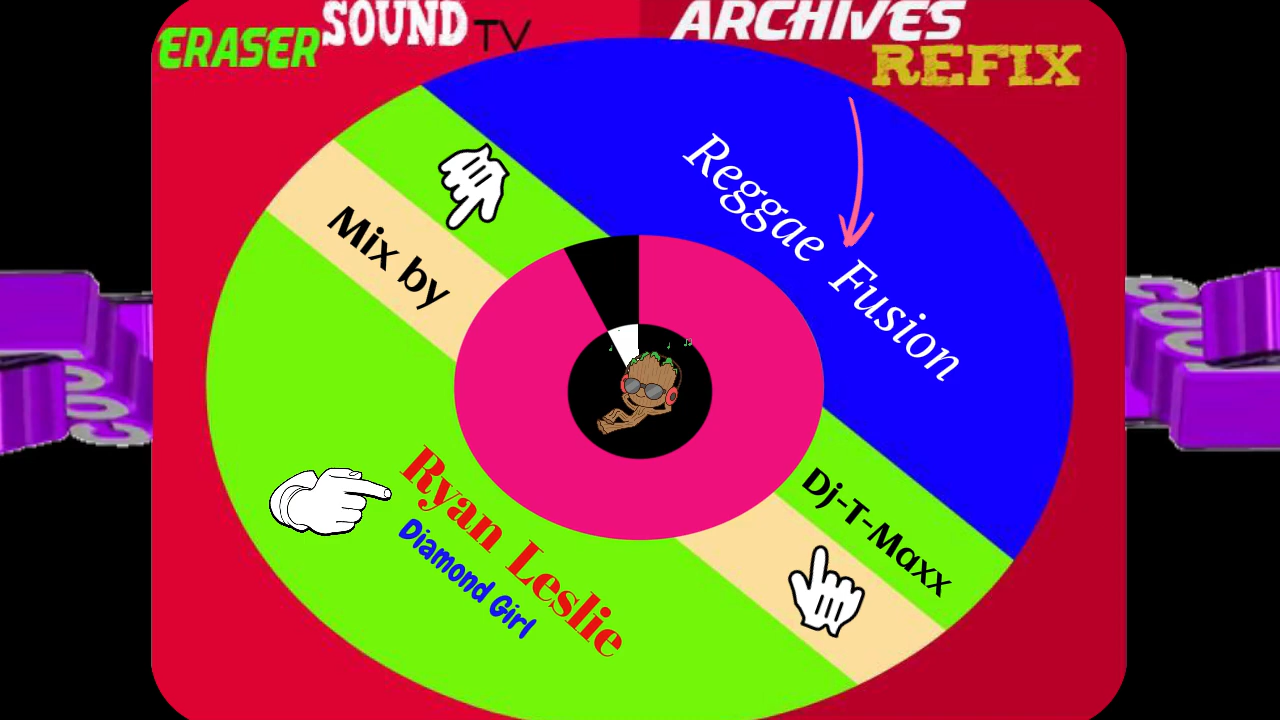 ERASER SOUND TV
ARCHIVES
REFIX
Reggae Fusion
Mix by
Dj-T-Maxx
Ryan Leslie
Diamond Girl